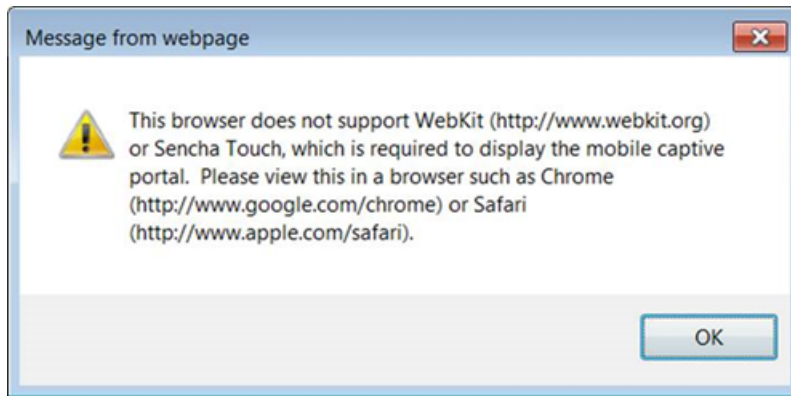 Message from webpage
This browser does not support WebKit (http://www.webkit.org)
or Sencha Touch, which is required to display the mobile captive
portal.  Please view this in a browser such as Chrome
(http://www.google.com/chrome) or Safari
(http://www.apple.com/safari).
OK